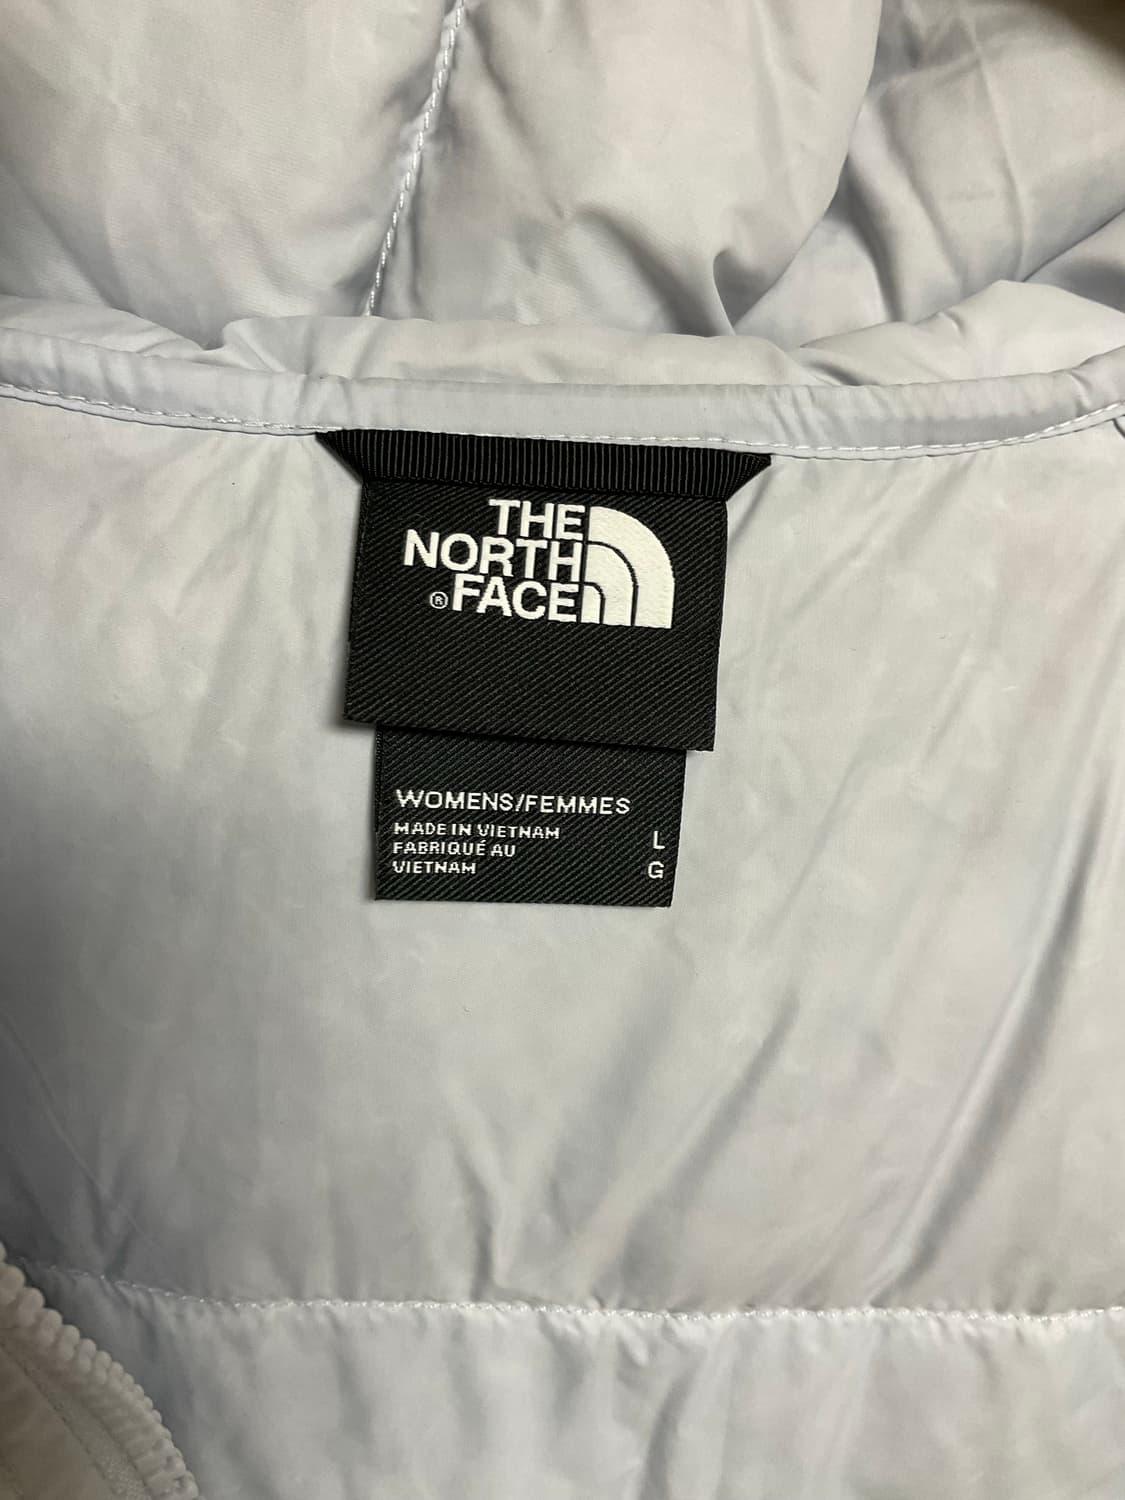 THE
NORTH
®FACE
WOMENS/FEMMES
MADE IN VIETNAM
FABRIQUÉ AU
VIETNAM
L
G